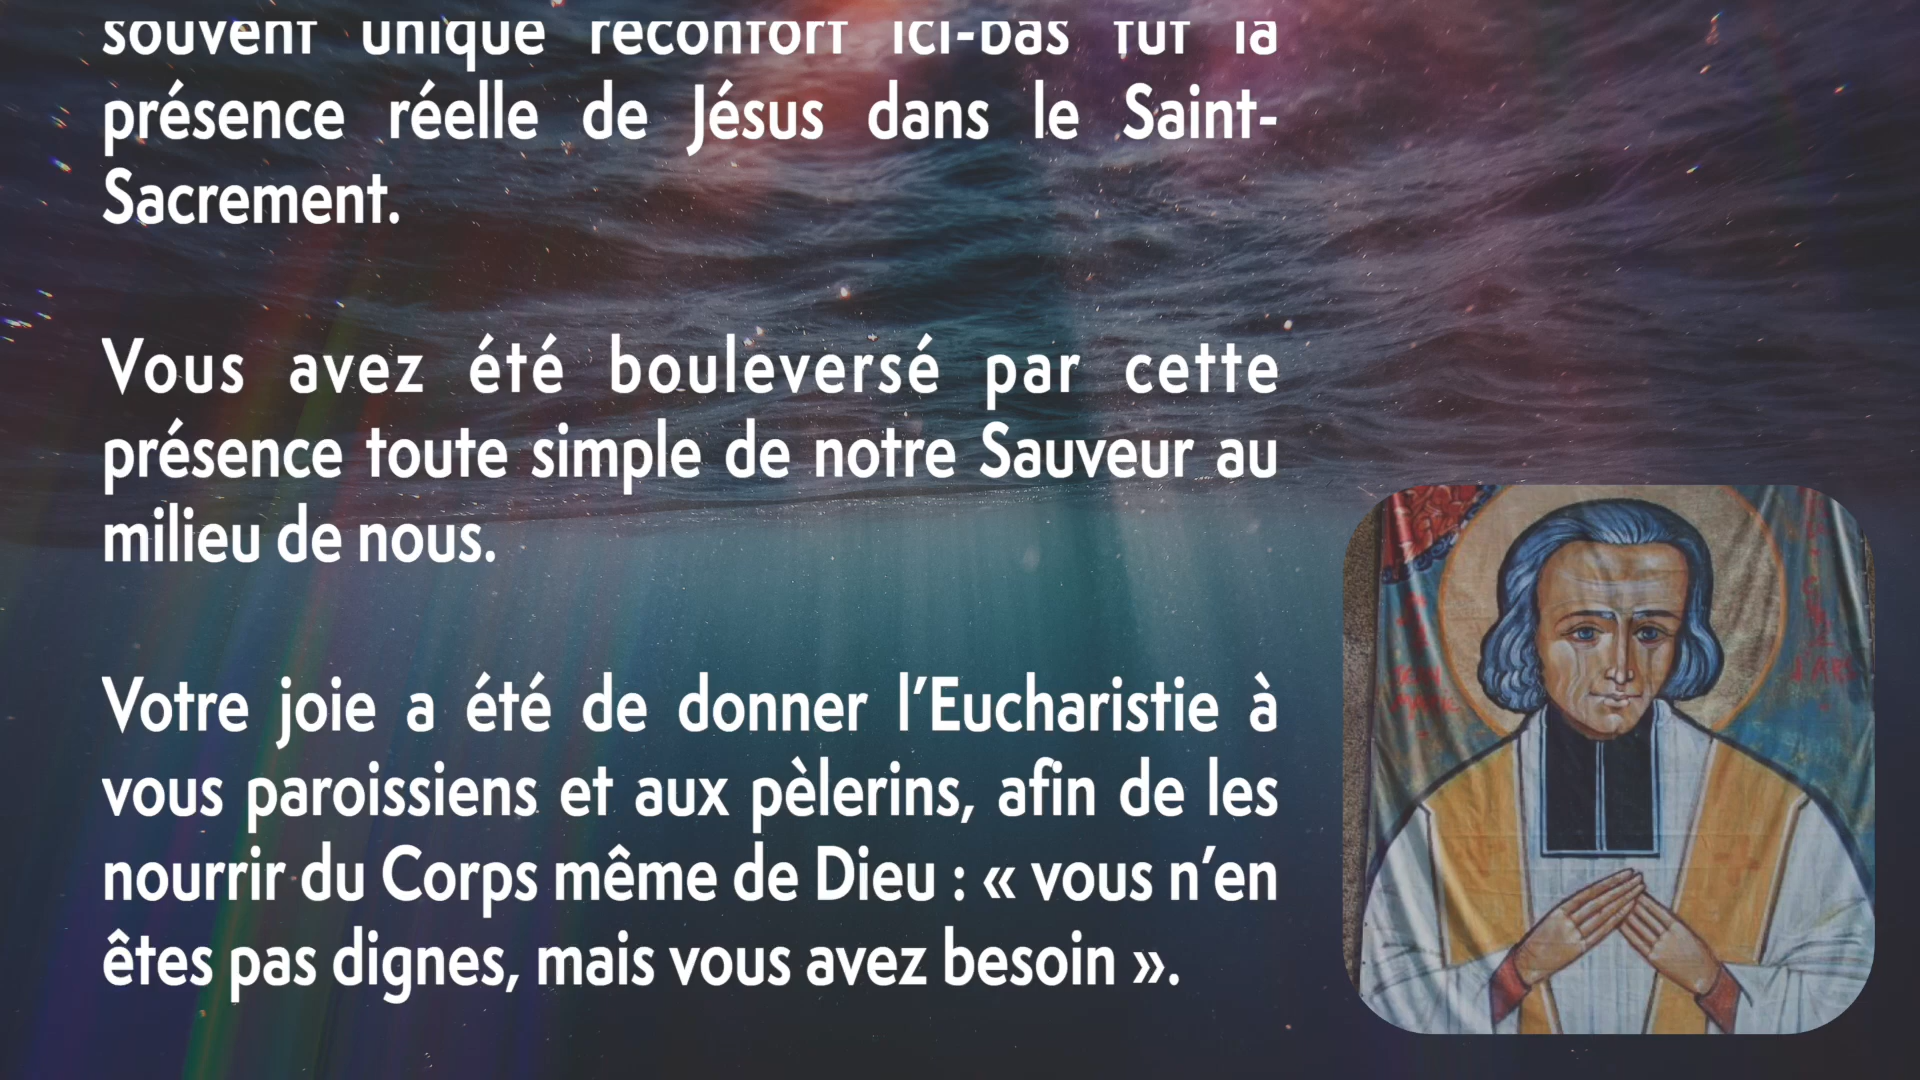 souvent unique réconfort ici-bas fut la
présence réelle de Jésus dans le Saint-
Sacrement.
Vous avez été bouleversé par cette
présence toute simple de notre Sauveur au
milieu de nous.
Votre joie a été de donner l’Eucharistie à
vous paroissiens et aux pèlerins, afin de les
nourrir du Corps même de Dieu : « vous n’en
êtes pas dignes, mais vous avez besoin ».
JEAN
MARIE
D'ARS